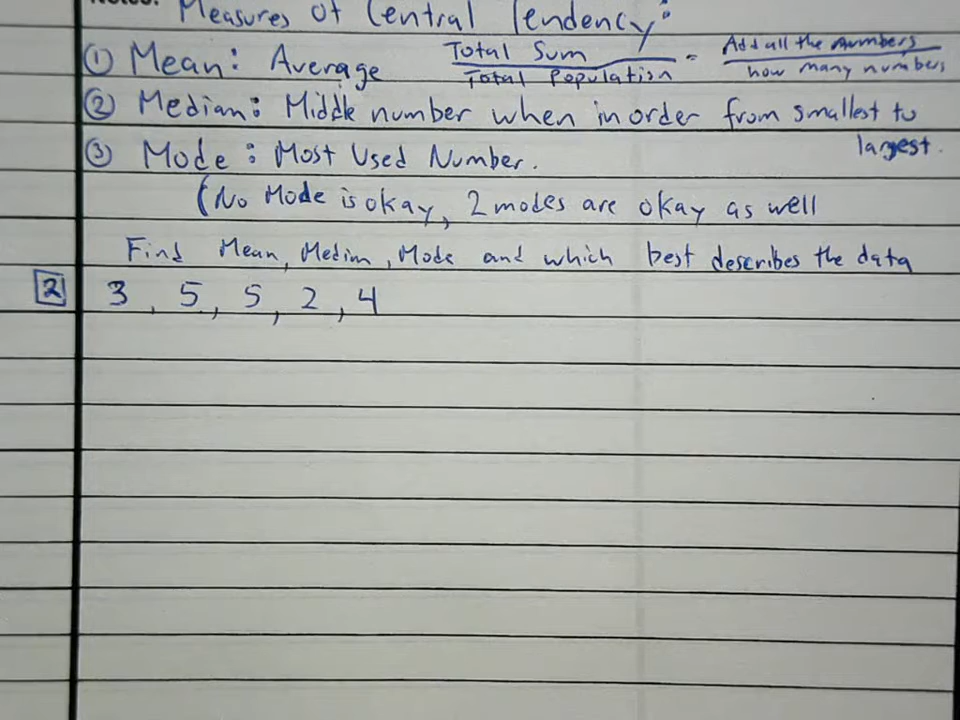 Measures of Central Tendency:
① Mean: Average Total Sum / Total Population = Add all the numbers / how many numbers
② Median: Middle number when in order from smallest to largest.
③ Mode: Most Used Number.
(No Mode is okay, 2 modes are okay as well
Find Mean, Median, Mode and which best describes the data
2 3, 5, 5, 2, 4